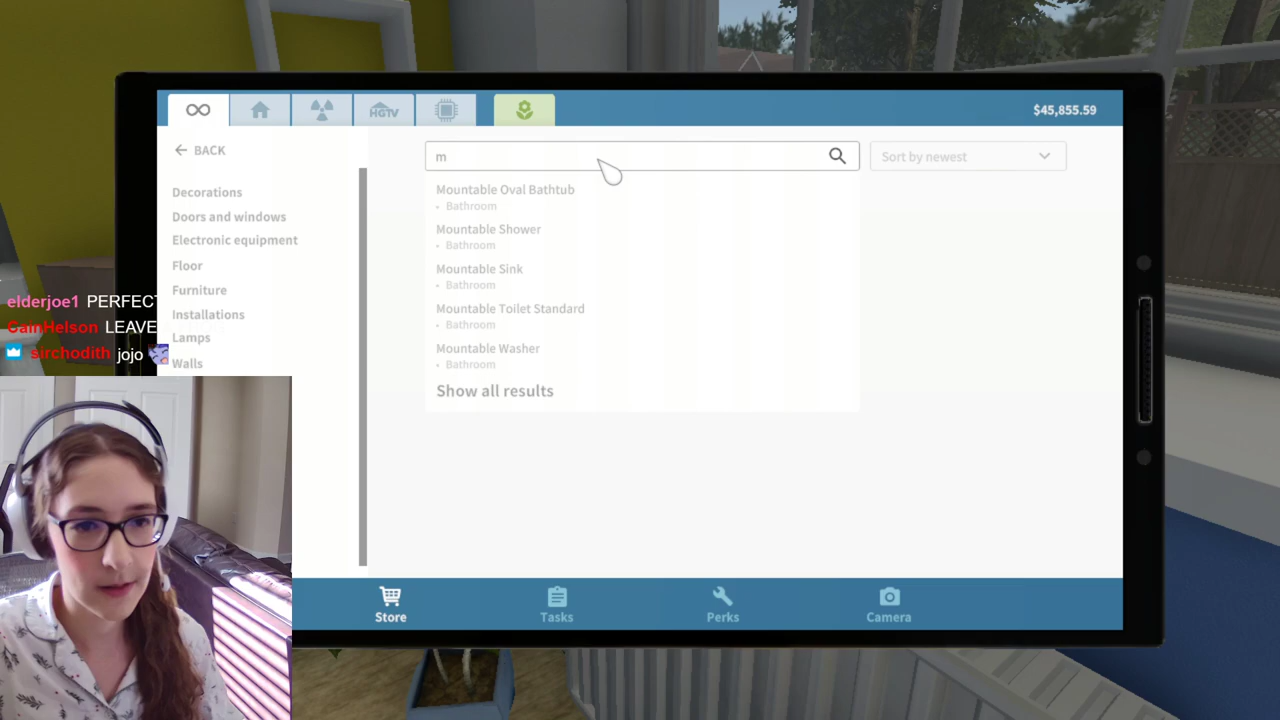 HGTV
$45,855.59
BACK
m
Sort by newest
Decorations
Doors and windows
Electronic equipment
Floor
Furniture
Installations
Lamps
Walls
Mountable Oval Bathtub
• Bathroom
Mountable Shower
• Bathroom
Mountable Sink
• Bathroom
Mountable Toilet Standard
• Bathroom
Mountable Washer
• Bathroom
Show all results
elderjoe1 PERFECT
CainHelson LEAVE
sirchodith jojo
Store
Tasks
Perks
Camera